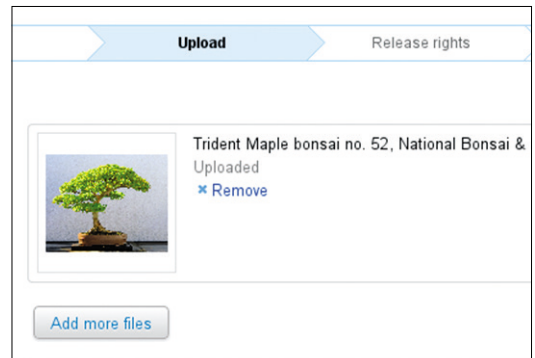 Upload Release rights
Trident Maple bonsai no. 52, National Bonsai &
Uploaded
× Remove
Add more files